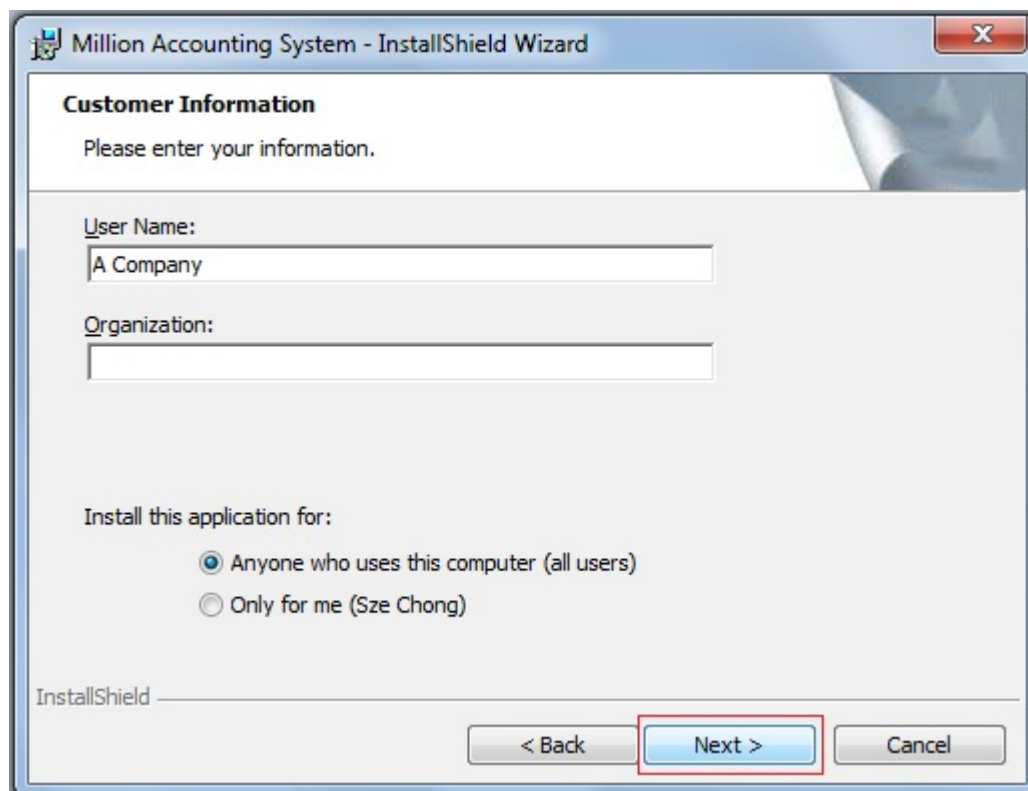 Million Accounting System - InstallShield Wizard
Customer Information
Please enter your information.
User Name:
A Company
Organization:
Install this application for:
Anyone who uses this computer (all users)
Only for me (Sze Chong)
InstallShield
< Back Next > Cancel